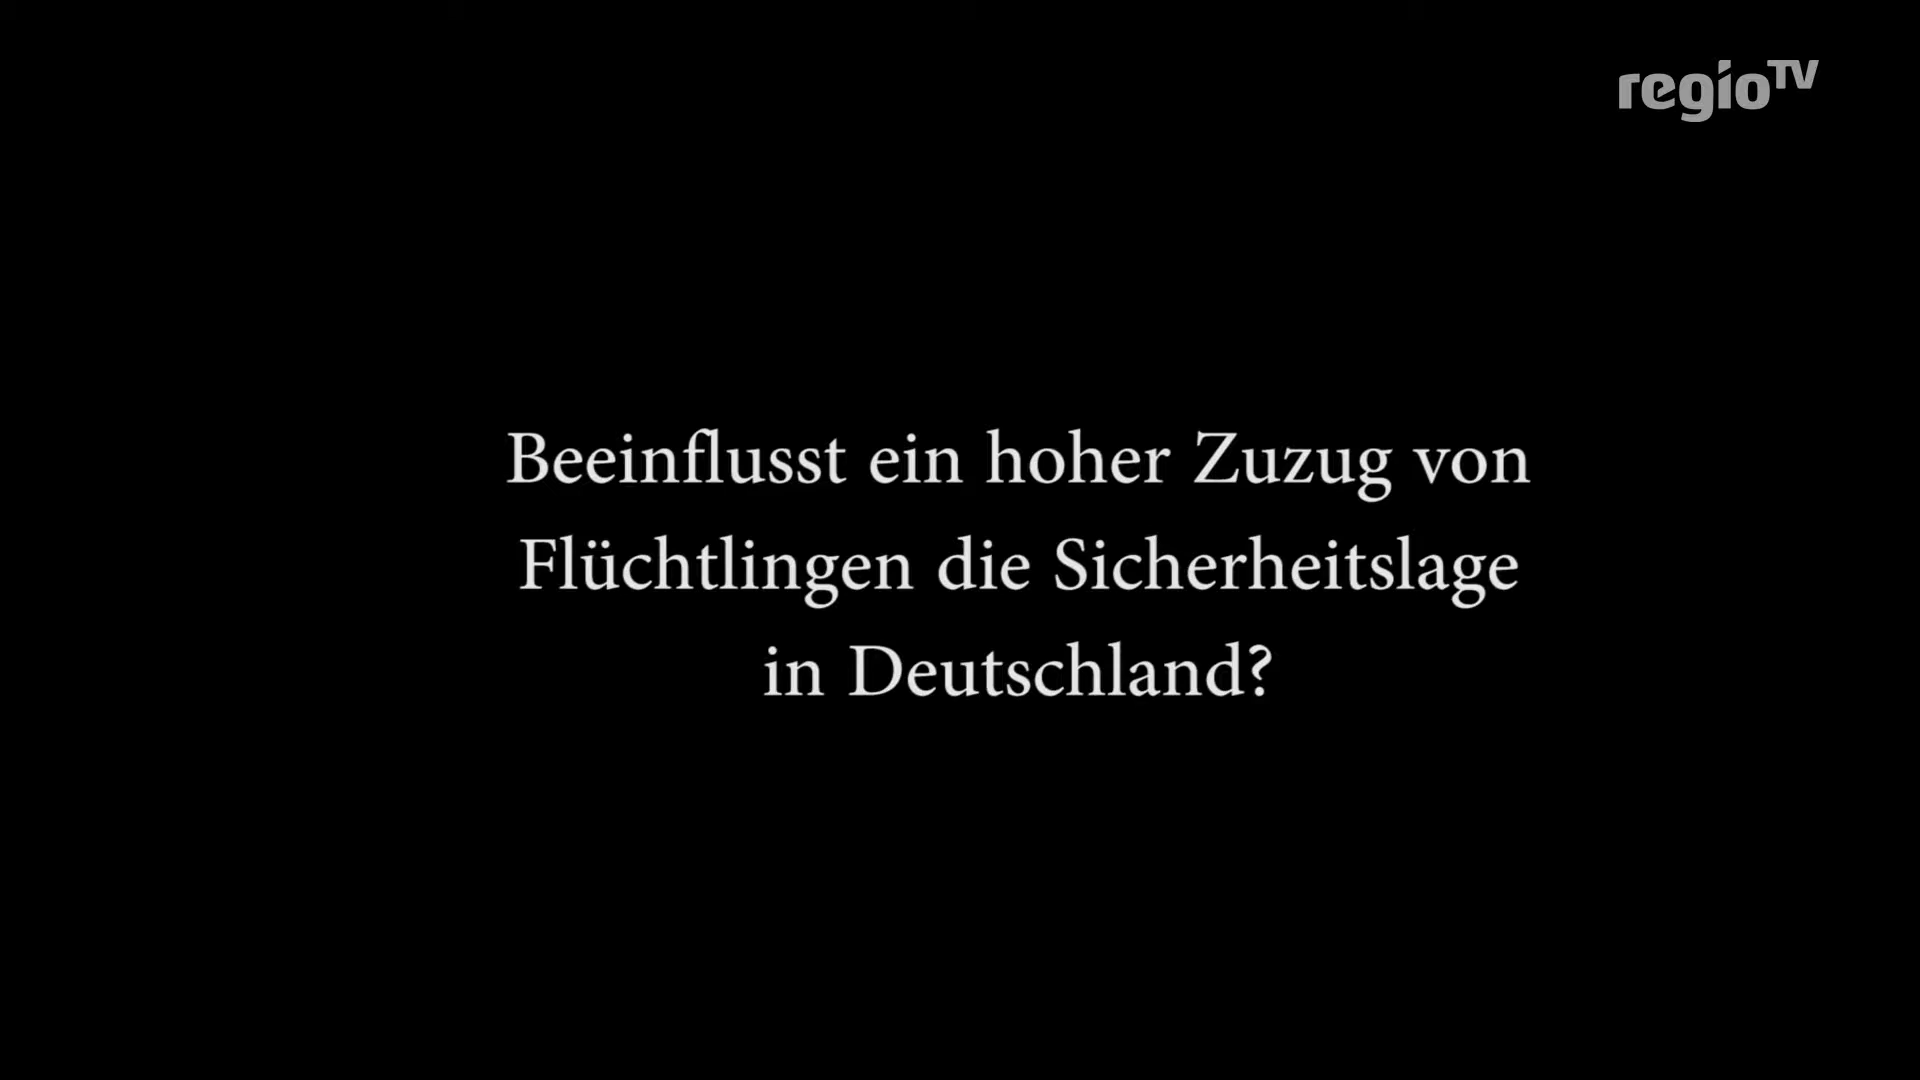 regioTV
Beeinflusst ein hoher Zuzug von
Flüchtlingen die Sicherheitslage
in Deutschland?